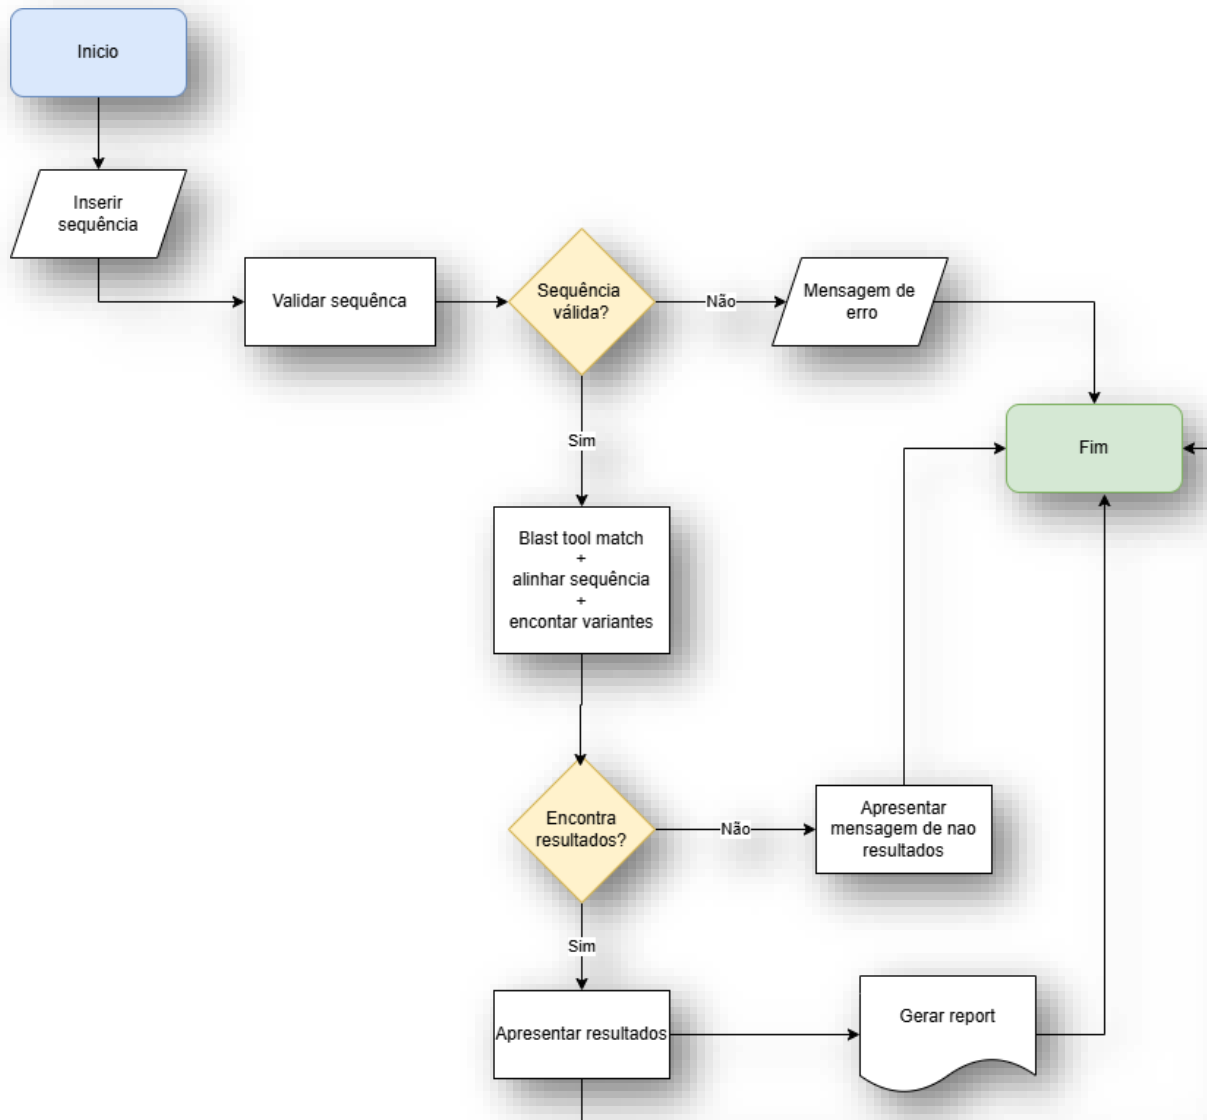 Inicio
Inserir
sequência
Validar sequênca
Sequência
válida?
Não
Mensagem de
erro
Fim
Sim
Blast tool match
+
alinhar sequência
+
encontar variantes
Encontra
resultados?
Não
Apresentar
mensagem de nao
resultados
Sim
Apresentar resultados
Gerar report